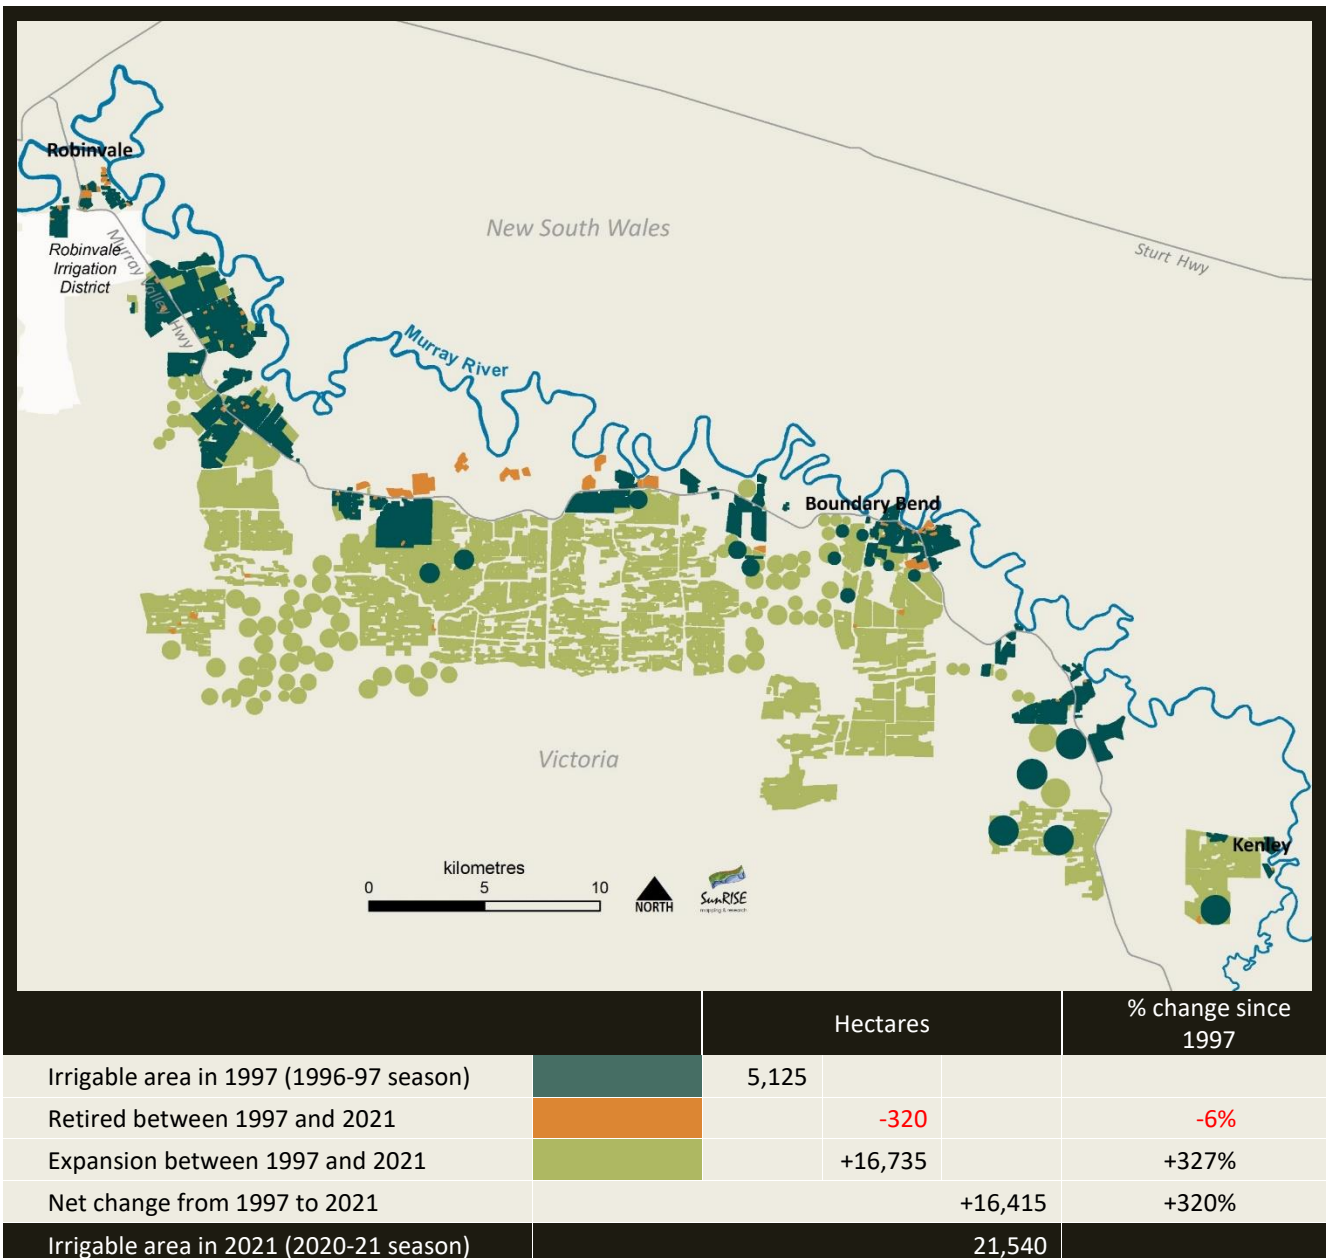 Robinvale
Robinvale
Irrigation
District
Murray Valley Hwy
New South Wales
Sturt Hwy
Murray River
Boundary Bend
Victoria
Kenley
kilometres
0 5 10
NORTH
SunRISE
mapping & research
Hectares % change since 1997
Irrigable area in 1997 (1996-97 season) 5,125
Retired between 1997 and 2021 -320 -6%
Expansion between 1997 and 2021 +16,735 +327%
Net change from 1997 to 2021 +16,415 +320%
Irrigable area in 2021 (2020-21 season) 21,540